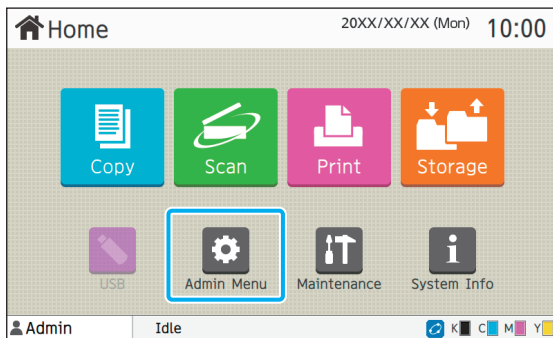 Home 20XX/XX/XX (Mon) 10:00
Copy Scan Print Storage
USB Admin Menu Maintenance System Info
Admin Idle K C M Y